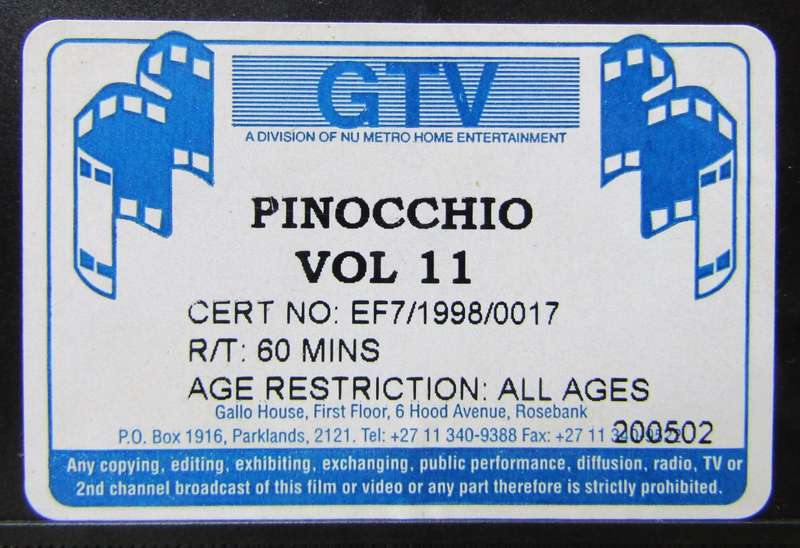 GTV
A DIVISION OF NU METRO HOME ENTERTAINMENT
PINOCCHIO
VOL 11
CERT NO: EF7/1998/0017
R/T: 60 MINS
AGE RESTRICTION: ALL AGES
Gallo House, First Floor, 6 Hood Avenue, Rosebank
P.O. Box 1916, Parklands, 2121. Tel: +27 11 340-9388 Fax: +27 11
200502
Any copying, editing, exhibiting, exchanging, public performance, diffusion, radio, TV or
2nd channel broadcast of this film or video or any part therefore is strictly prohibited.